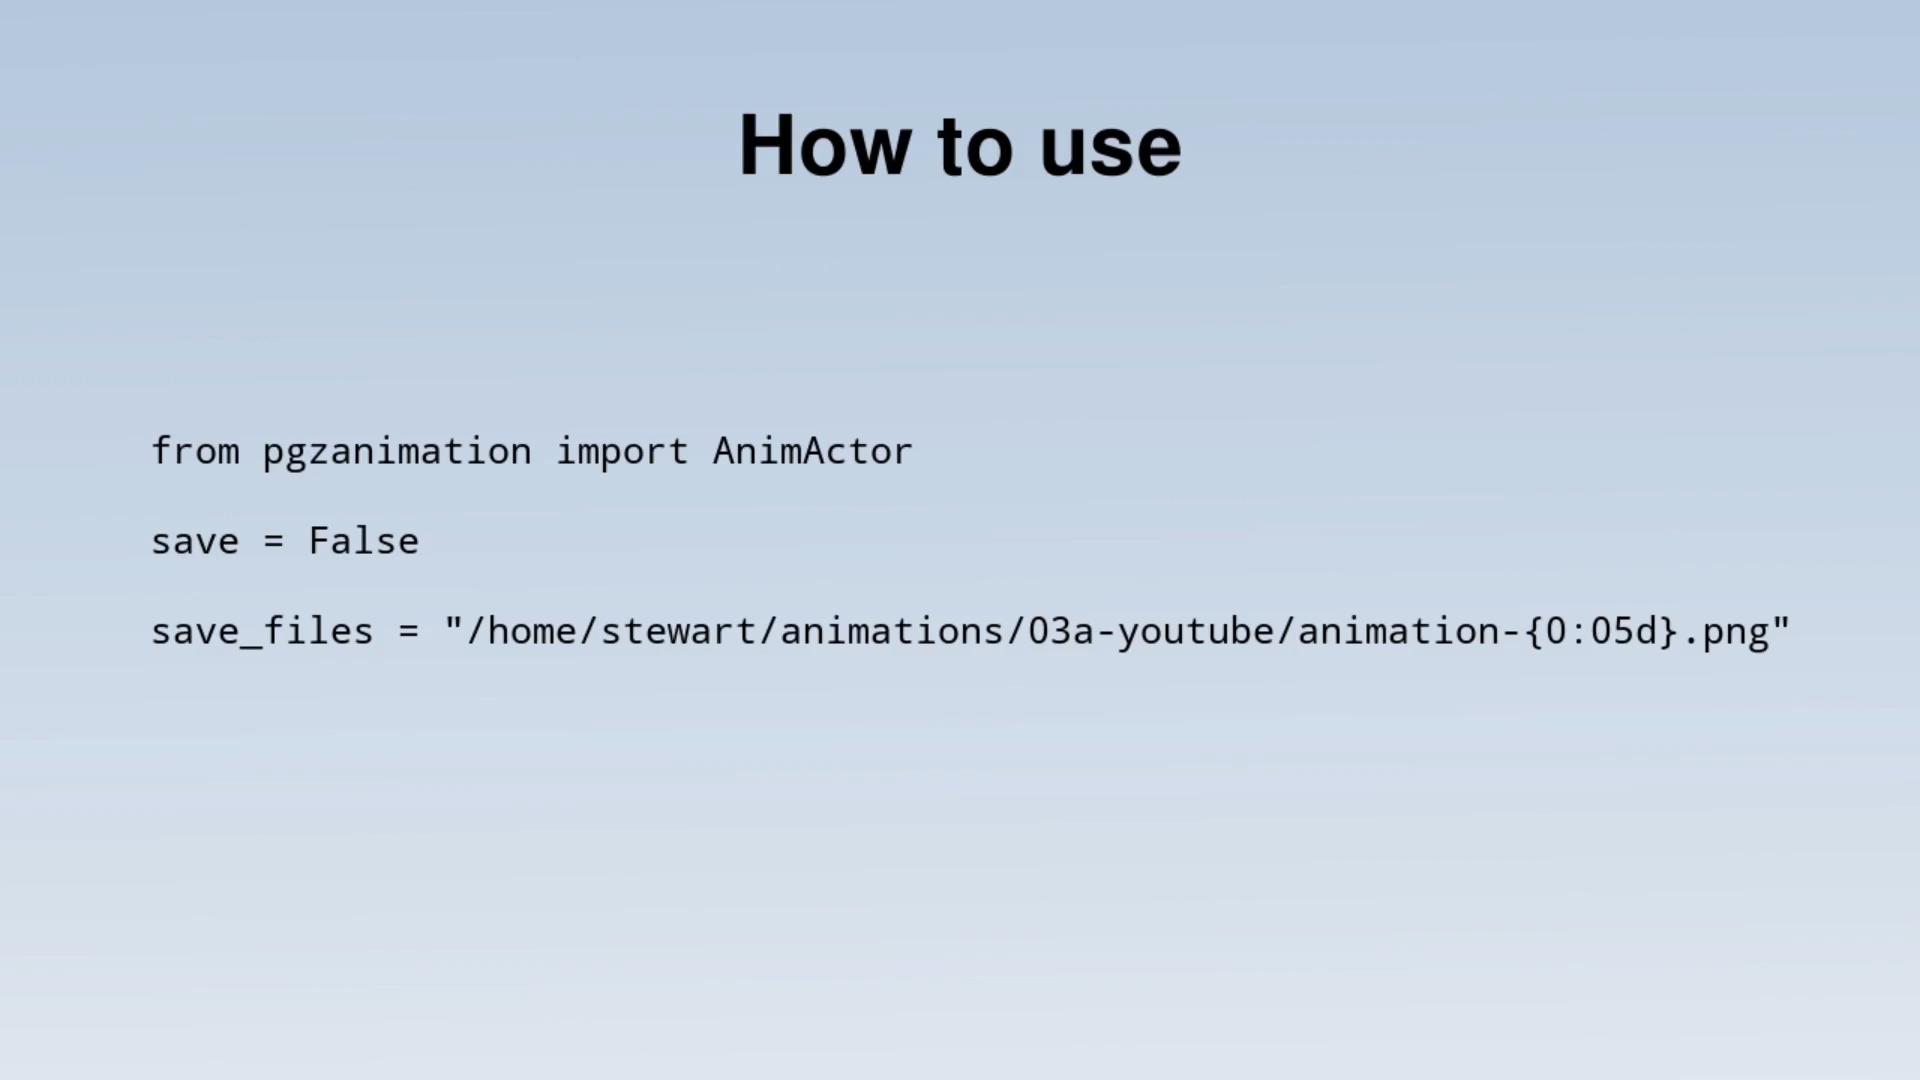 How to use
from pgzanimation import AnimActor
save = False
save_files = "/home/stewart/animations/03a-youtube/animation-{0:05d}.png"